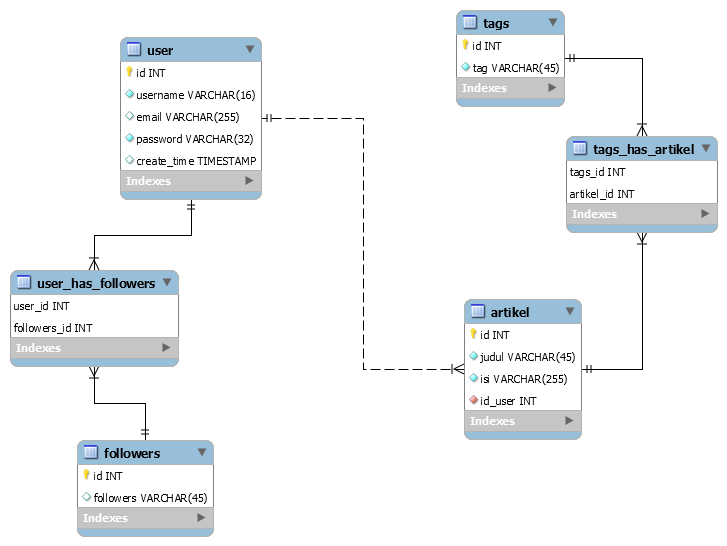 user
id INT
username VARCHAR(16)
email VARCHAR(255)
password VARCHAR(32)
create_time TIMESTAMP
Indexes
tags
id INT
tag VARCHAR(45)
Indexes
tags_has_artikel
tags_id INT
artikel_id INT
Indexes
user_has_followers
user_id INT
followers_id INT
Indexes
artikel
id INT
judul VARCHAR(45)
isi VARCHAR(255)
id_user INT
Indexes
followers
id INT
followers VARCHAR(45)
Indexes